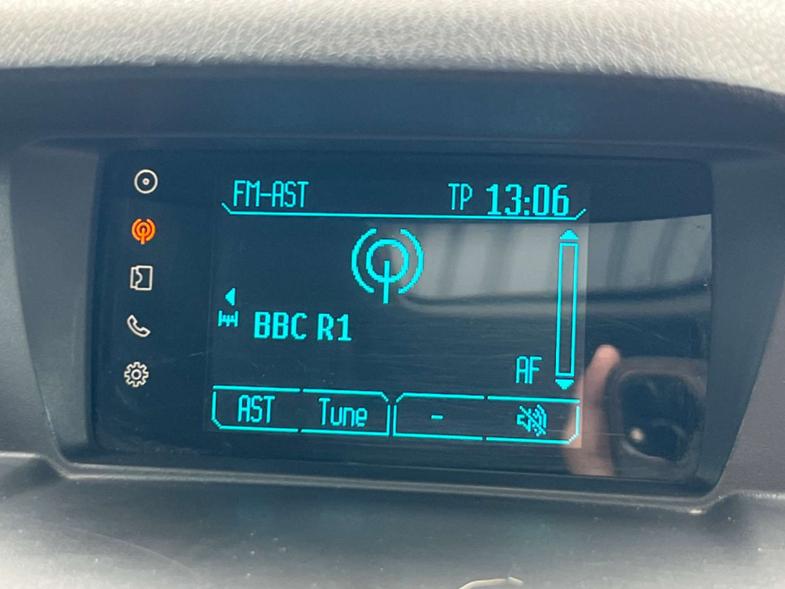 FM-AST TP 13:06
BBC R1
AF
AST Tune -